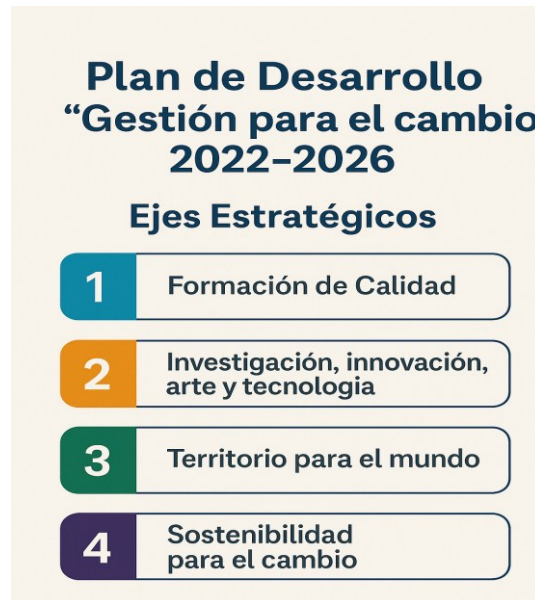 Plan de Desarrollo
“Gestión para el cambio
2022–2026
Ejes Estratégicos
1
Formación de Calidad
2
Investigación, innovación,
arte y tecnologia
3
Territorio para el mundo
4
Sostenibilidad
para el cambio